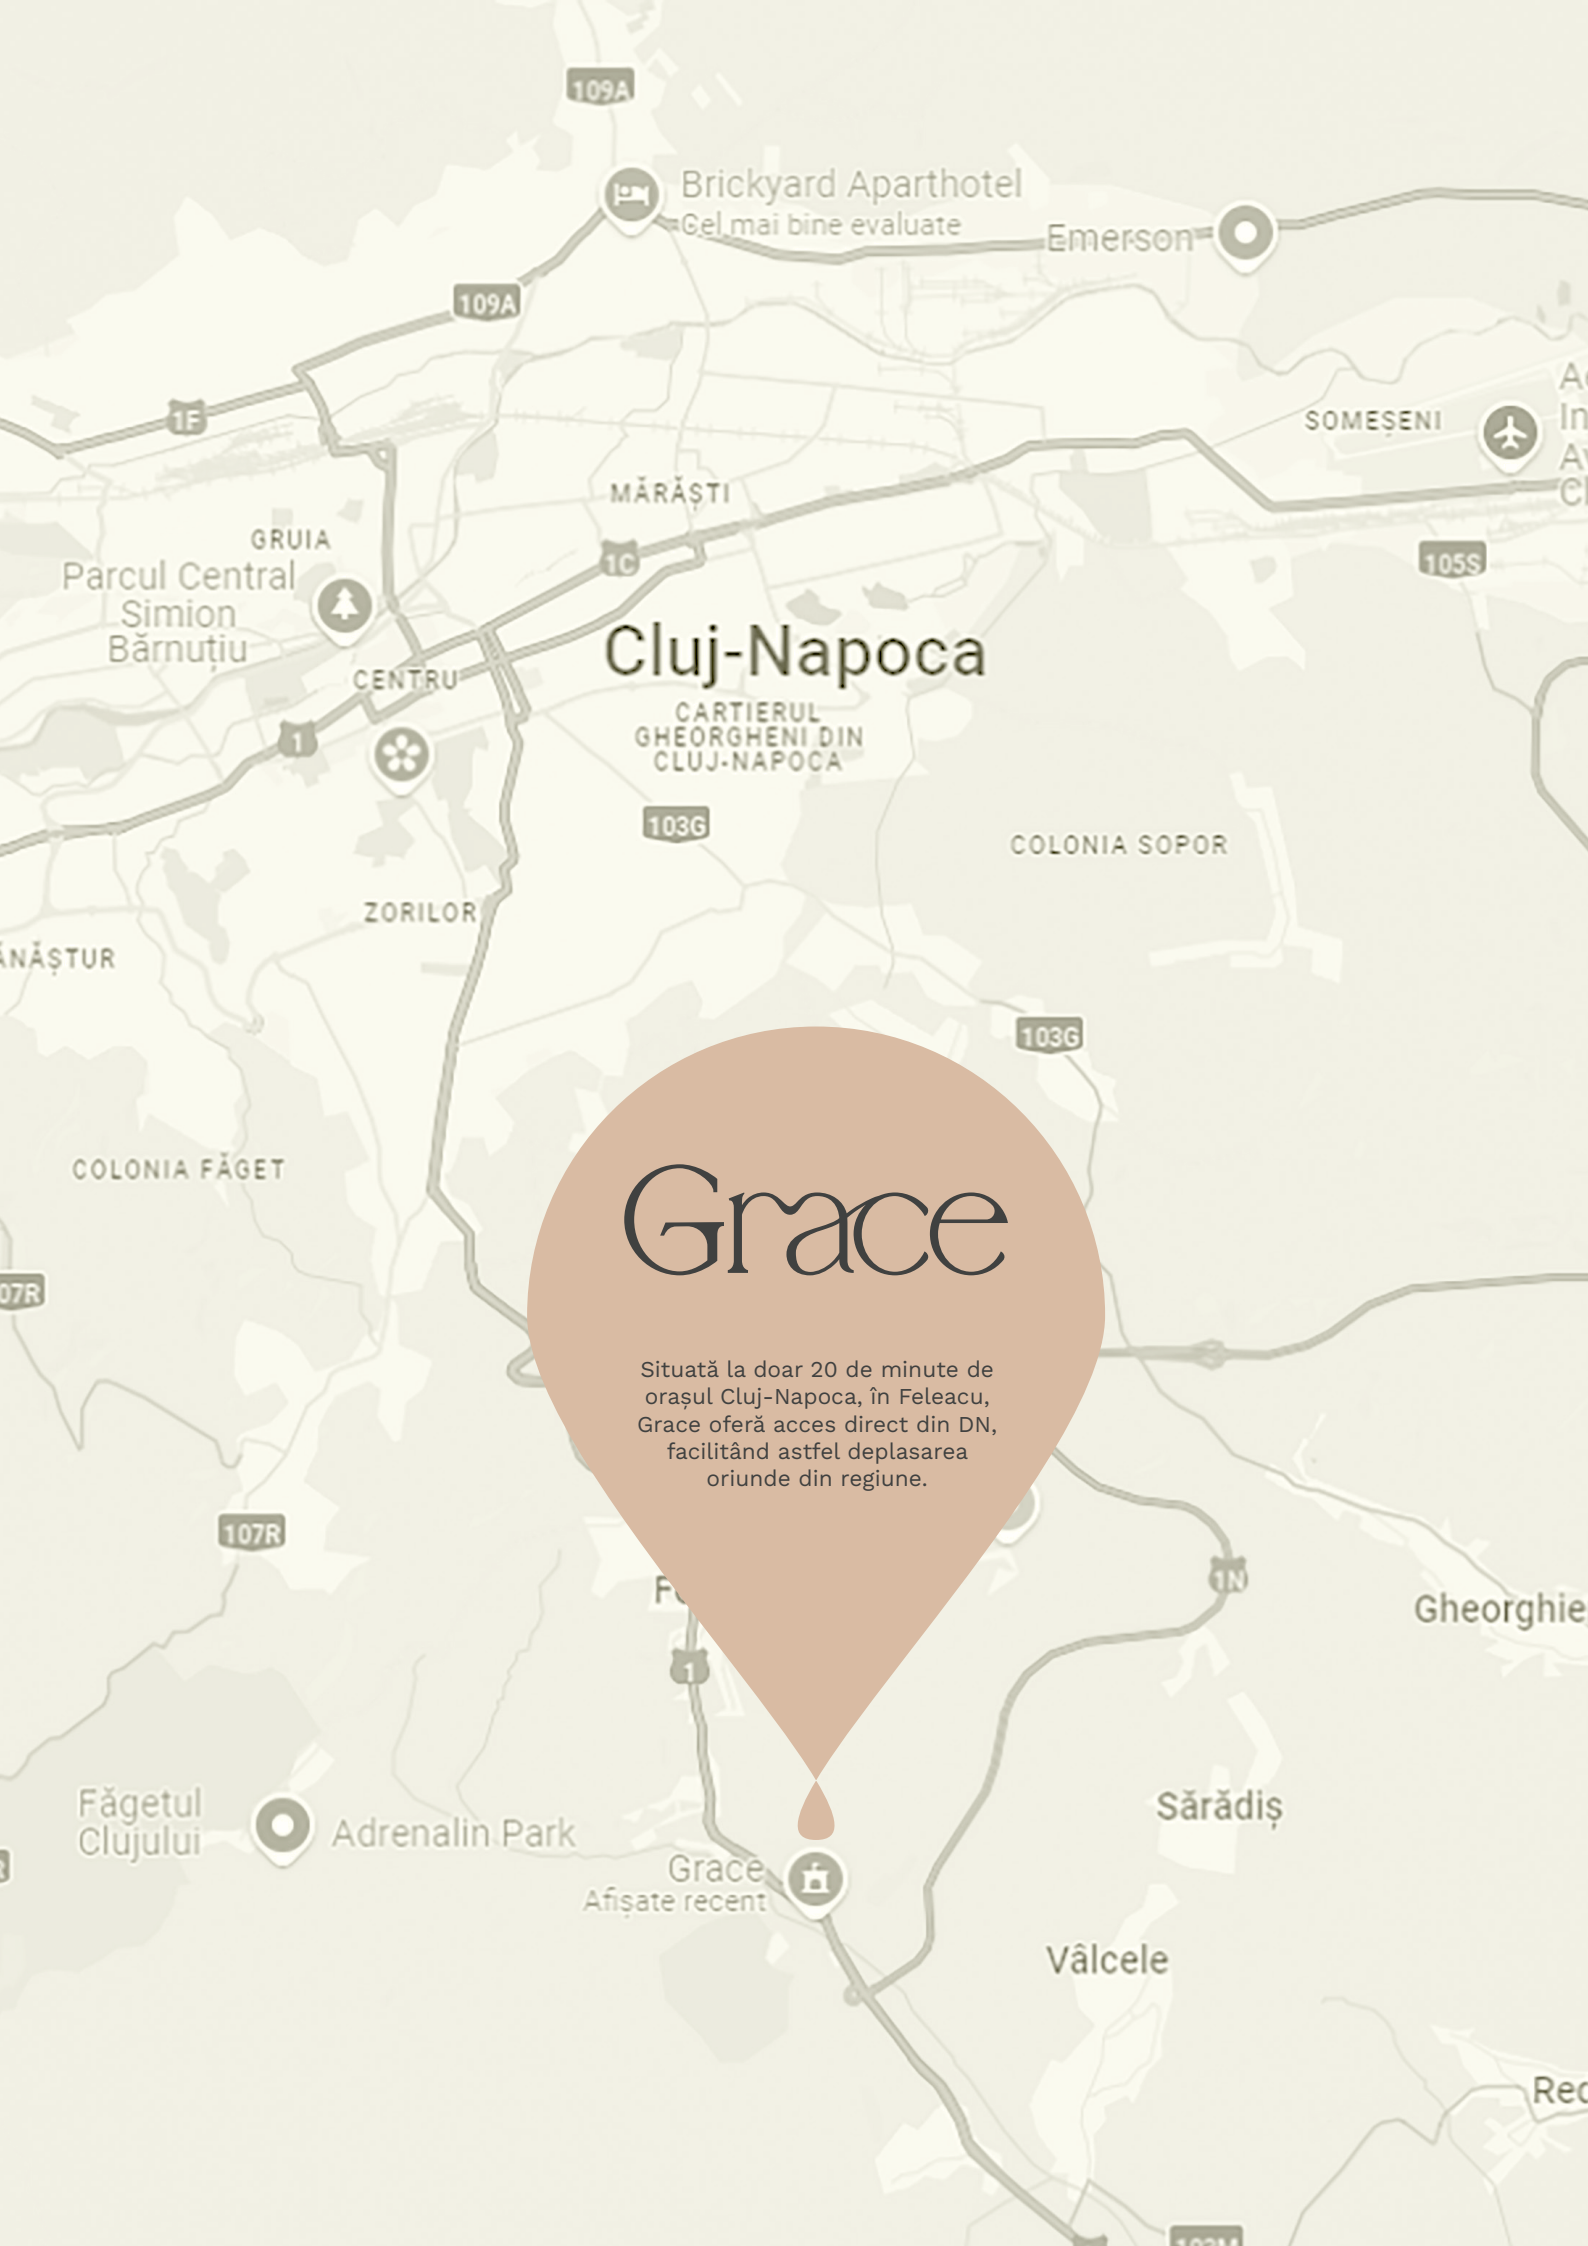 109A
Brickyard Aparthotel
Cel mai bine evaluate
Emerson
109A
1F
SOMEȘENI
MĂRĂȘTI
GRUIA
1C
105S
Parcul Central
Simion
Bărnuțiu
Cluj-Napoca
CENTRU
CARTIERUL
GHEORGHENI DIN
CLUJ-NAPOCA
1
103G
COLONIA SOPOR
ZORILOR
ĂNĂȘTUR
103G
COLONIA FĂGET
Grace
07R
Situată la doar 20 de minute de
orașul Cluj-Napoca, în Feleacu,
Grace oferă acces direct din DN,
facilitând astfel deplasarea
oriunde din regiune.
107R
1N
Gheorghie
1
Făgetul
Clujului
Adrenalin Park
Sărădiș
Grace
Afișate recent
Vâlcele